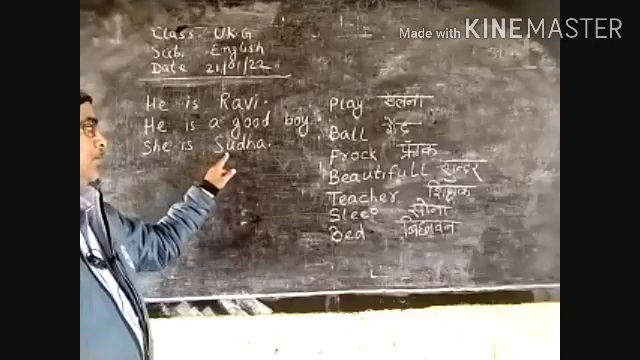 Made with KINEMASTER
Class. UK.G
Sub. English
Date 21/01/22
He is Ravi.
He is a good boy.
She is Sudha.
Play खेलना
Ball गेंद
Frock फ्रॉक
Beautifull सुन्दर
Teacher शिक्षक
Sleep सोना
Bed बिछावन